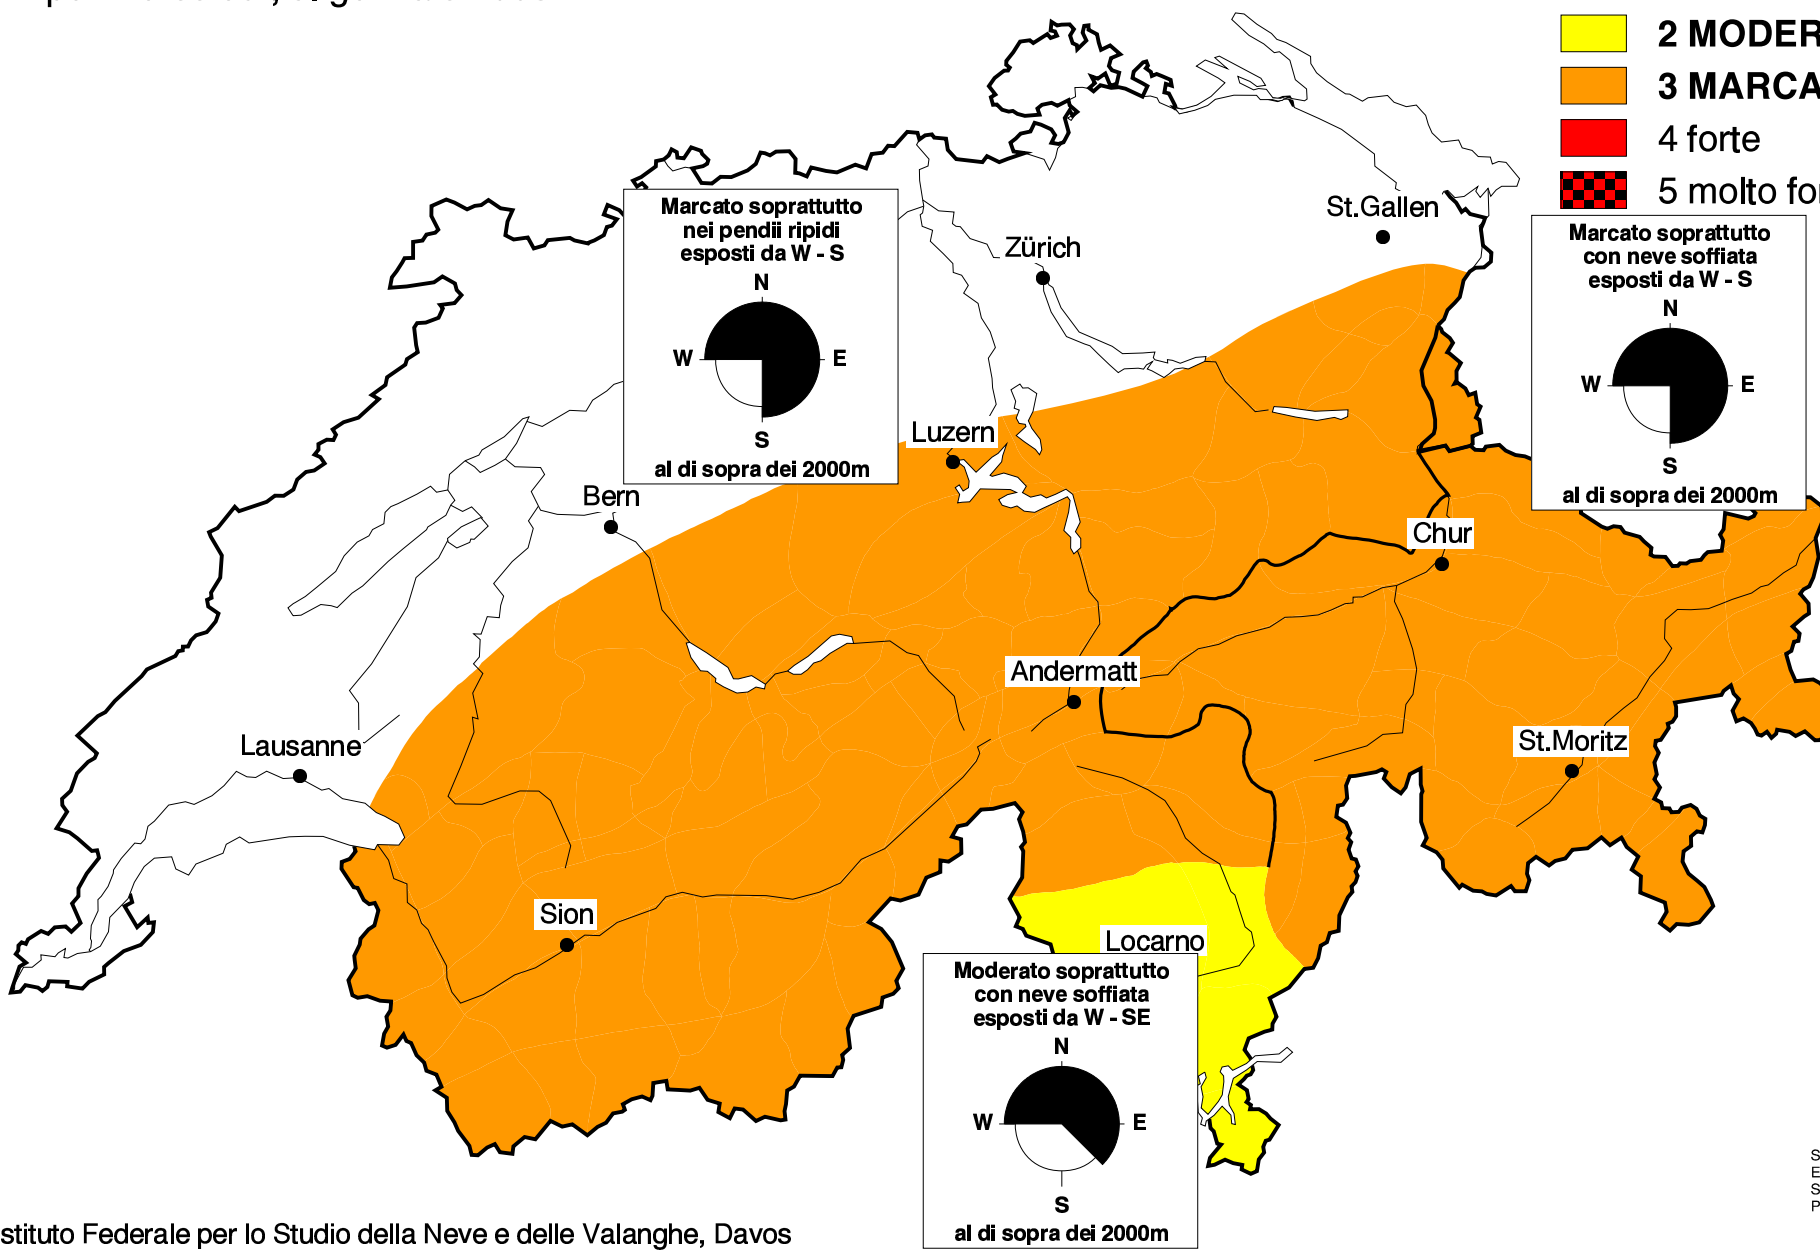 2 MODER
3 MARCA
4 forte
5 molto for
St.Gallen
Marcato soprattutto
nei pendii ripidi
esposti da W - S
N
W
E
S
al di sopra dei 2000m
Zürich
Marcato soprattutto
con neve soffiata
esposti da W - S
N
W
E
S
al di sopra dei 2000m
Luzern
Bern
Chur
Andermatt
Lausanne
St.Moritz
Sion
Locarno
Moderato soprattutto
con neve soffiata
esposti da W - SE
N
W
E
S
al di sopra dei 2000m
S
E
S
P
stituto Federale per lo Studio della Neve e delle Valanghe, Davos